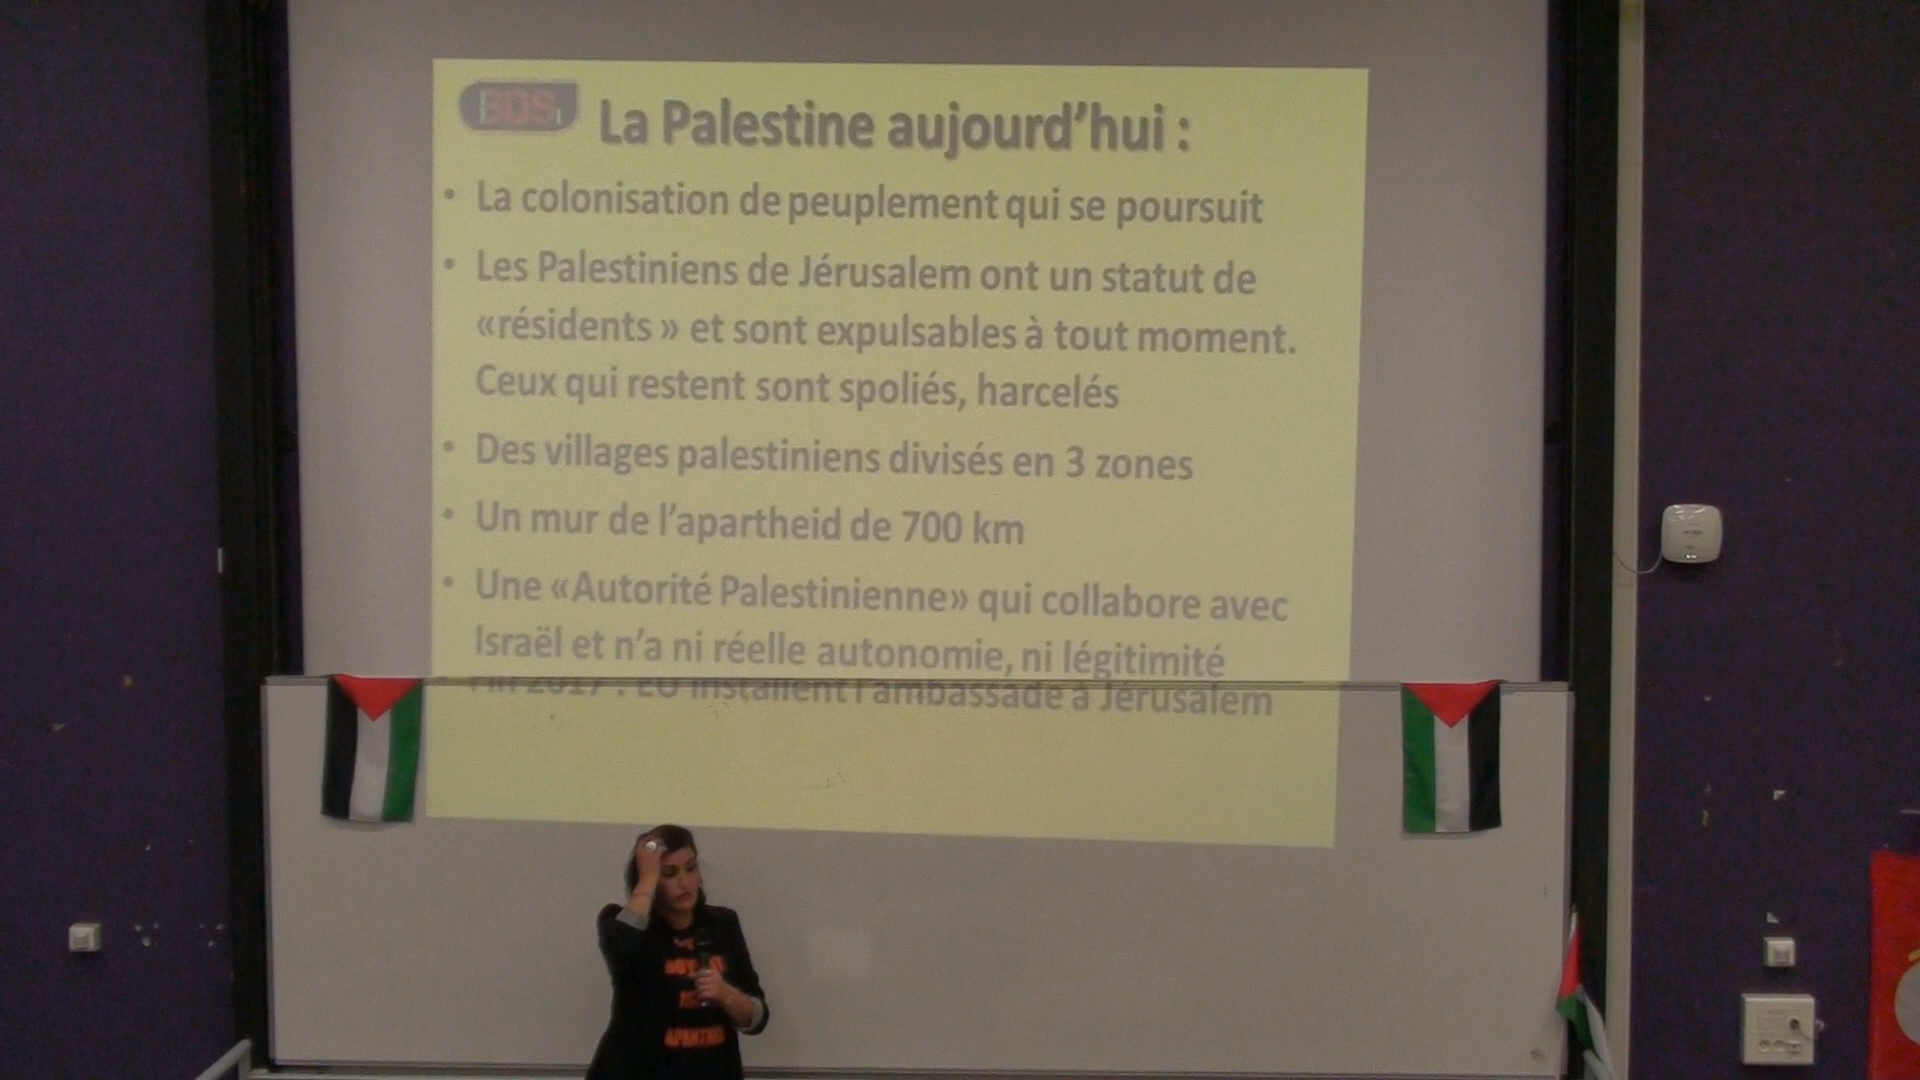 BDS
La Palestine aujourd’hui :
• La colonisation de peuplement qui se poursuit
• Les Palestiniens de Jérusalem ont un statut de
«résidents » et sont expulsables à tout moment.
Ceux qui restent sont spoliés, harcelés
• Des villages palestiniens divisés en 3 zones
• Un mur de l’apartheid de 700 km
• Une «Autorité Palestinienne» qui collabore avec
Israël et n’a ni réelle autonomie, ni légitimité
2017 : EU installent l’ambassade à Jérusalem